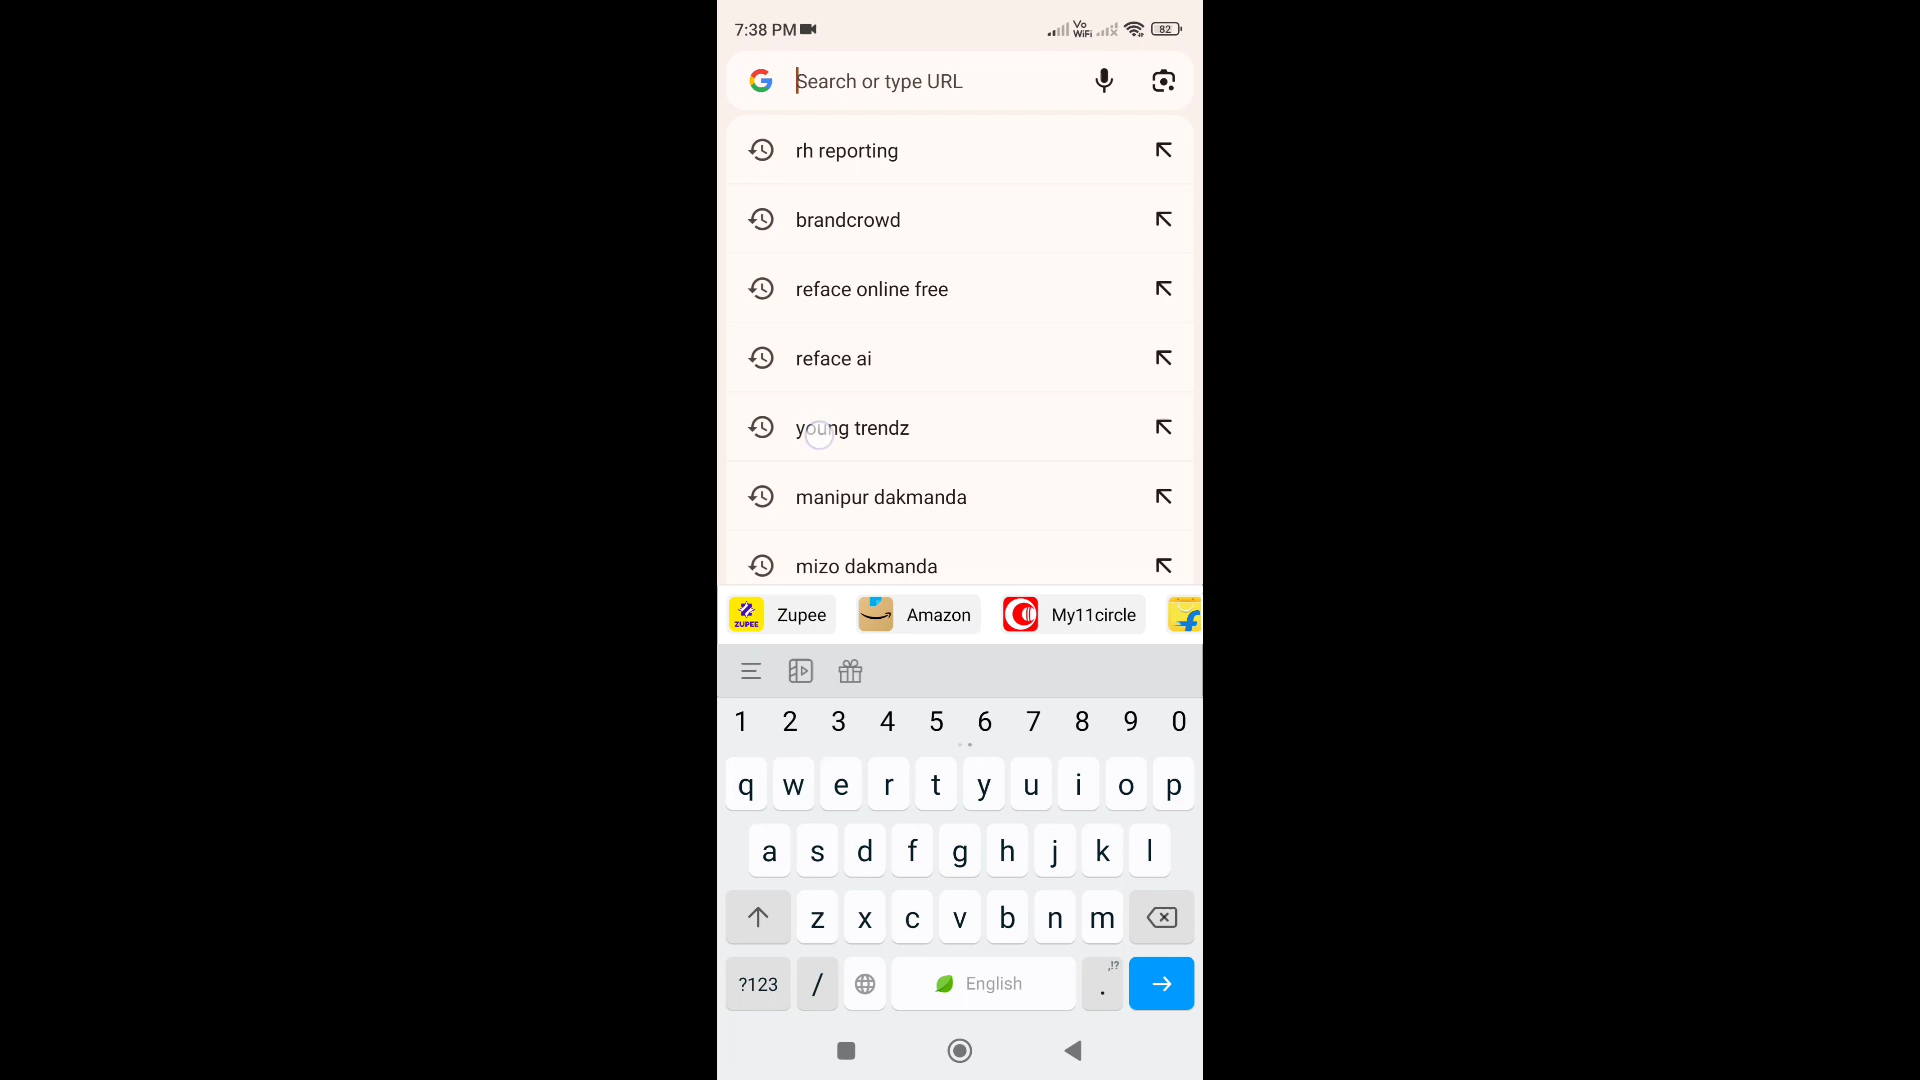 7:38 PM
Vo
WiFi
82
Search or type URL
rh reporting
brandcrowd
reface online free
reface ai
young trendz
manipur dakmanda
mizo dakmanda
ZUPEE
Zupee
Amazon
My11circle
1 2 3 4 5 6 7 8 9 0
q w e r t y u i o p
a s d f g h j k l
z x c v b n m
,!?
?123 / English .